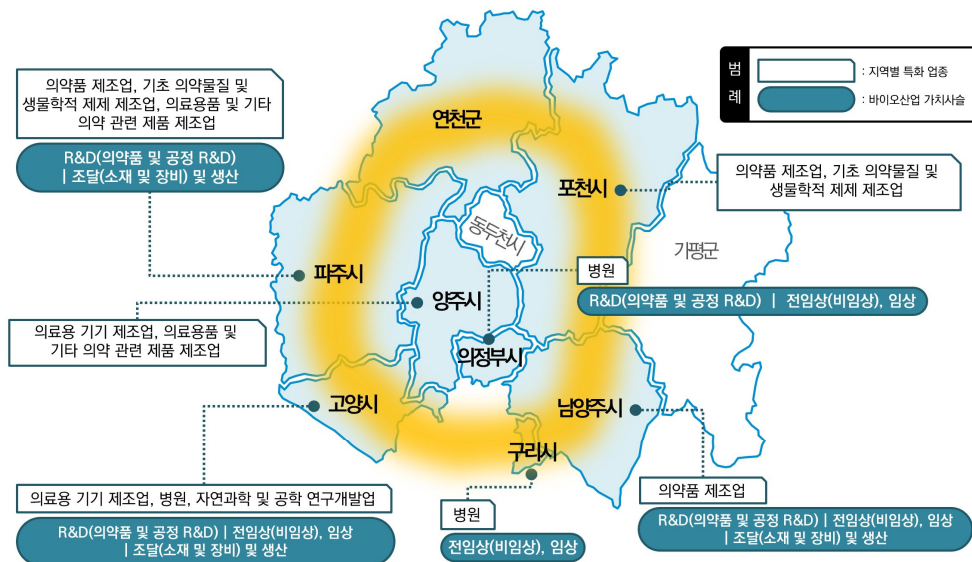 범례
: 지역별 특화 업종
: 바이오산업 가치사슬
의약품 제조업, 기초 의약물질 및
생물학적 제제 제조업, 의료용품 및 기타
의약 관련 제품 제조업
R&D(의약품 및 공정 R&D)
| 조달(소재 및 장비) 및 생산
연천군
포천시
의약품 제조업, 기초 의약물질 및
생물학적 제제 제조업
동두천시
가평군
파주시
양주시
병원
R&D(의약품 및 공정 R&D) | 전임상(비임상), 임상
의료용 기기 제조업, 의료용품 및
기타 의약 관련 제품 제조업
의정부시
고양시
남양주시
구리시
의료용 기기 제조업, 병원, 자연과학 및 공학 연구개발업
R&D(의약품 및 공정 R&D) | 전임상(비임상), 임상
| 조달(소재 및 장비) 및 생산
병원
전임상(비임상), 임상
의약품 제조업
R&D(의약품 및 공정 R&D) | 전임상(비임상), 임상
| 조달(소재 및 장비) 및 생산